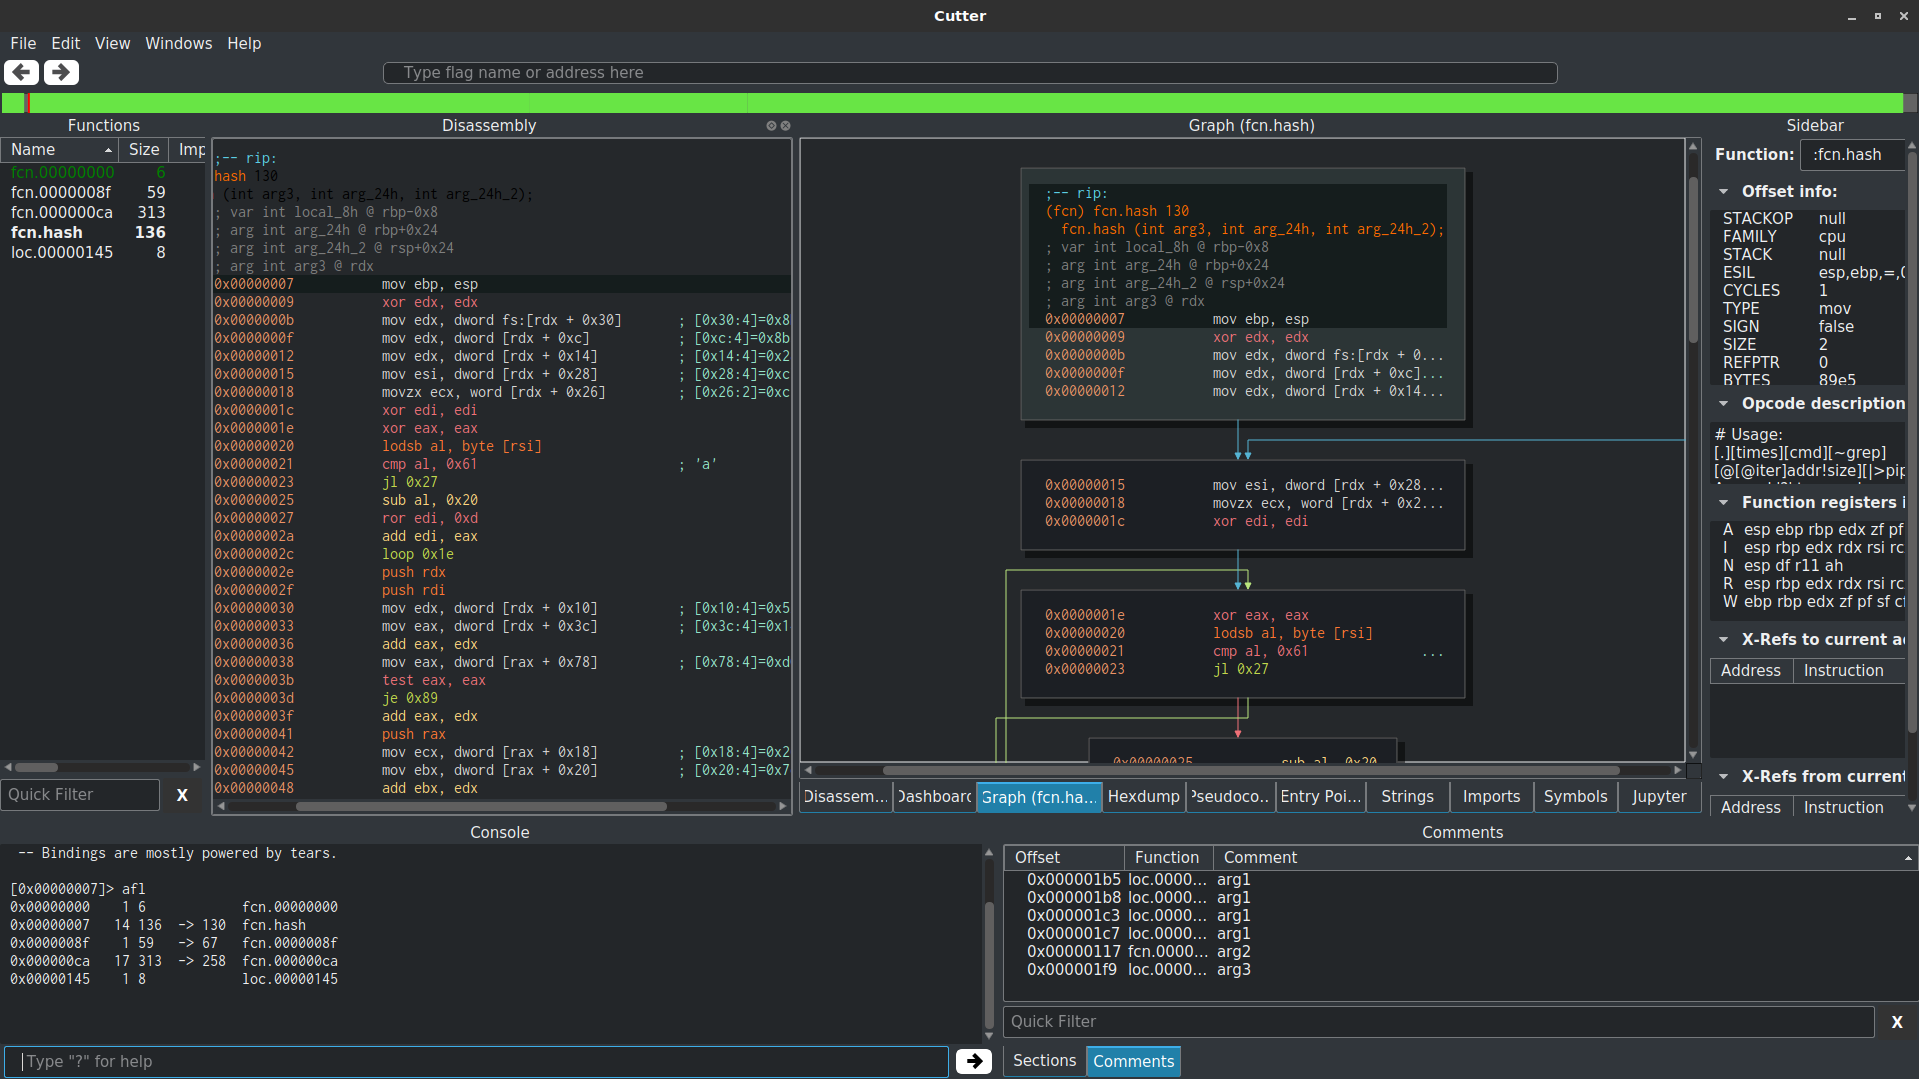 Cutter
File Edit View Windows Help
Type flag name or address here
Functions
Name Size Imp
fcn.00000000 6
fcn.0000008f 59
fcn.000000ca 313
fcn.hash 136
loc.00000145 8
Quick Filter X
Disassembly
;-- rip:
hash 130
(int arg3, int arg_24h, int arg_24h_2);
; var int local_8h @ rbp-0x8
; arg int arg_24h @ rbp+0x24
; arg int arg_24h_2 @ rsp+0x24
; arg int arg3 @ rdx
0x00000007 mov ebp, esp
0x00000009 xor edx, edx
0x0000000b mov edx, dword fs:[rdx + 0x30] ; [0x30:4]=0x8
0x0000000f mov edx, dword [rdx + 0xc] ; [0xc:4]=0x8b
0x00000012 mov edx, dword [rdx + 0x14] ; [0x14:4]=0x2
0x00000015 mov esi, dword [rdx + 0x28] ; [0x28:4]=0xc
0x00000018 movzx ecx, word [rdx + 0x26] ; [0x26:2]=0xc
0x0000001c xor edi, edi
0x0000001e xor eax, eax
0x00000020 lodsb al, byte [rsi]
0x00000021 cmp al, 0x61 ; 'a'
0x00000023 jl 0x27
0x00000025 sub al, 0x20
0x00000027 ror edi, 0xd
0x0000002a add edi, eax
0x0000002c loop 0x1e
0x0000002e push rdx
0x0000002f push rdi
0x00000030 mov edx, dword [rdx + 0x10] ; [0x10:4]=0x5
0x00000033 mov eax, dword [rdx + 0x3c] ; [0x3c:4]=0x1
0x00000036 add eax, edx
0x00000038 mov eax, dword [rax + 0x78] ; [0x78:4]=0xd
0x0000003b test eax, eax
0x0000003d je 0x89
0x0000003f add eax, edx
0x00000041 push rax
0x00000042 mov ecx, dword [rax + 0x18] ; [0x18:4]=0x2
0x00000045 mov ebx, dword [rax + 0x20] ; [0x20:4]=0x7
0x00000048 add ebx, edx
Graph (fcn.hash)
;-- rip:
(fcn) fcn.hash 130
fcn.hash (int arg3, int arg_24h, int arg_24h_2);
; var int local_8h @ rbp-0x8
; arg int arg_24h @ rbp+0x24
; arg int arg_24h_2 @ rsp+0x24
; arg int arg3 @ rdx
0x00000007 mov ebp, esp
0x00000009 xor edx, edx
0x0000000b mov edx, dword fs:[rdx + 0...
0x0000000f mov edx, dword [rdx + 0xc]...
0x00000012 mov edx, dword [rdx + 0x14...
0x00000015 mov esi, dword [rdx + 0x28...
0x00000018 movzx ecx, word [rdx + 0x2...
0x0000001c xor edi, edi
0x0000001e xor eax, eax
0x00000020 lodsb al, byte [rsi]
0x00000021 cmp al, 0x61 ...
0x00000023 jl 0x27
0x00000025 sub al, 0x20
Disassem... Dashboard Graph (fcn.ha... Hexdump Pseudoco... Entry Poi... Strings Imports Symbols Jupyter
Sidebar
Function: :fcn.hash
Offset info:
STACKOP null
FAMILY cpu
STACK null
ESIL esp,ebp,=,0
CYCLES 1
TYPE mov
SIGN false
SIZE 2
REFPTR 0
BYTES 89e5
Opcode description
# Usage:
[.][times][cmd][~grep]
[@[@iter]addr!size][|>pip
Function registers i
A esp ebp rbp edx zf pf
I esp rbp edx rdx rsi rc
N esp df r11 ah
R esp rbp edx rdx rsi rc
W ebp rbp edx zf pf sf cf
X-Refs to current a
Address Instruction
X-Refs from current
Address Instruction
Console
-- Bindings are mostly powered by tears.
[0x00000007]> afl
0x00000000 1 6 fcn.00000000
0x00000007 14 136 -> 130 fcn.hash
0x0000008f 1 59 -> 67 fcn.0000008f
0x000000ca 17 313 -> 258 fcn.000000ca
0x00000145 1 8 loc.00000145
Type "?" for help
Comments
Offset Function Comment
0x000001b5 loc.0000... arg1
0x000001b8 loc.0000... arg1
0x000001c3 loc.0000... arg1
0x000001c7 loc.0000... arg1
0x00000117 fcn.0000... arg2
0x000001f9 loc.0000... arg3
Quick Filter X
Sections Comments